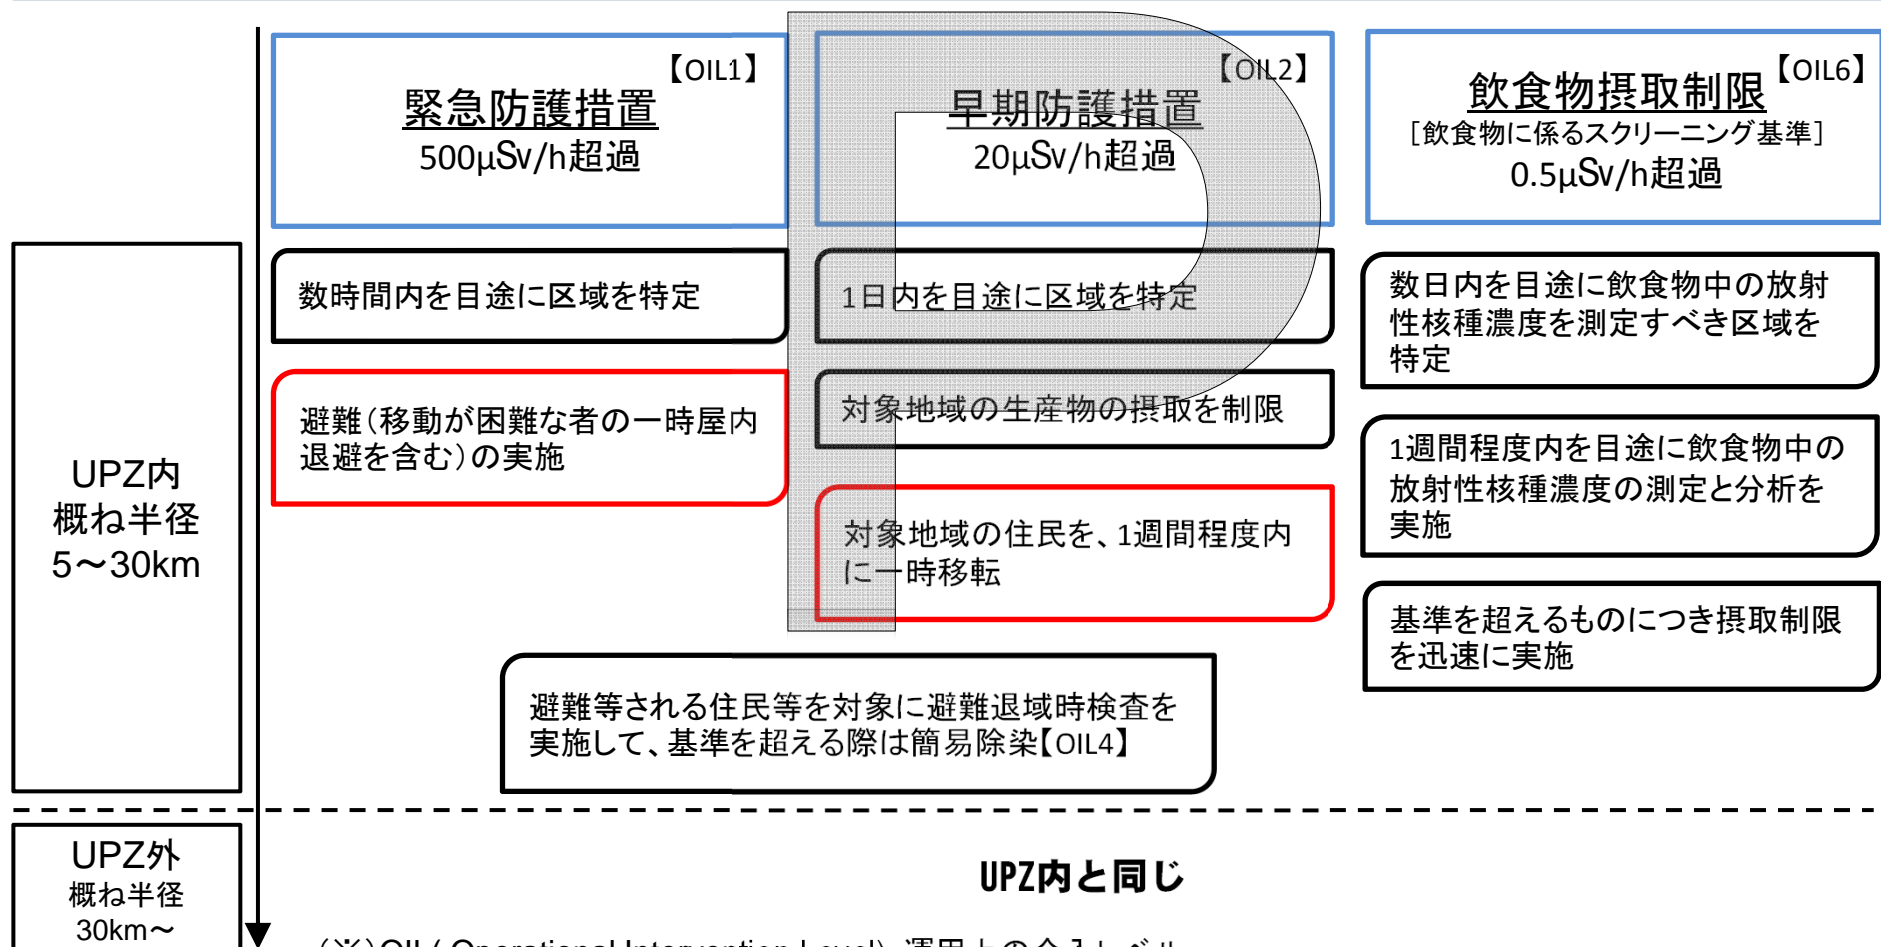 【OIL1】
緊急防護措置
500μSv/h超過
【OIL2】
早期防護措置
20μSv/h超過
【OIL6】
飲食物摂取制限
[飲食物に係るスクリーニング基準]
0.5μSv/h超過
UPZ内
概ね半径
5～30km
数時間内を目途に区域を特定
避難(移動が困難な者の一時屋内
退避を含む)の実施
1日内を目途に区域を特定
対象地域の生産物の摂取を制限
対象地域の住民を、1週間程度内
に一時移転
数日内を目途に飲食物中の放射
性核種濃度を測定すべき区域を
特定
1週間程度内を目途に飲食物中の
放射性核種濃度の測定と分析を
実施
基準を超えるものにつき摂取制限
を迅速に実施
避難等される住民等を対象に避難退域時検査を
実施して、基準を超える際は簡易除染【OIL4】
UPZ外
概ね半径
30km～
UPZ内と同じ
(※)OIL( Operational Intervention Level) 運用上の介入レベル